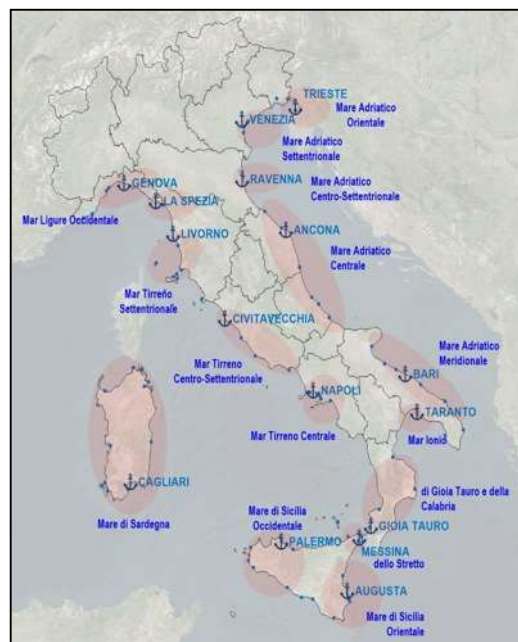 TRIESTE
Mare Adriatico
Orientale
VENEZIA
Mare Adriatico
Settentrionale
GENOVA
RAVENNA
Mare Adriatico
Centro-Settentrionale
LA SPEZIA
Mar Ligure Occidentale
LIVORNO
ANCONA
Mare Adriatico
Centrale
Mar Tirreno
Settentrionale
CIVITAVECCHIA
Mar Tirreno
Centro-Settentrionale
Mare Adriatico
Meridionale
BARI
NAPOLI
TARANTO
Mar Tirreno Centrale
Mar Ionio
CAGLIARI
Mare di Sardegna
di Gioia Tauro e della
Calabria
Mare di Sicilia
Occidentale
GIOIA TAURO
PALERMO
MESSINA
dello Stretto
AUGUSTA
Mare di Sicilia
Orientale